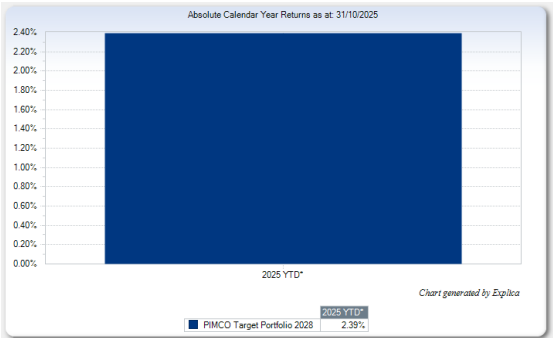 Absolute Calendar Year Returns as at: 31/10/2025
2.40%
2.20%
2.00%
1.80%
1.60%
1.40%
1.20%
1.00%
0.80%
0.60%
0.40%
0.20%
0.00%
2025 YTD*
Chart generated by Explica
2025 YTD*
PIMCO Target Portfolio 2028 2.39%